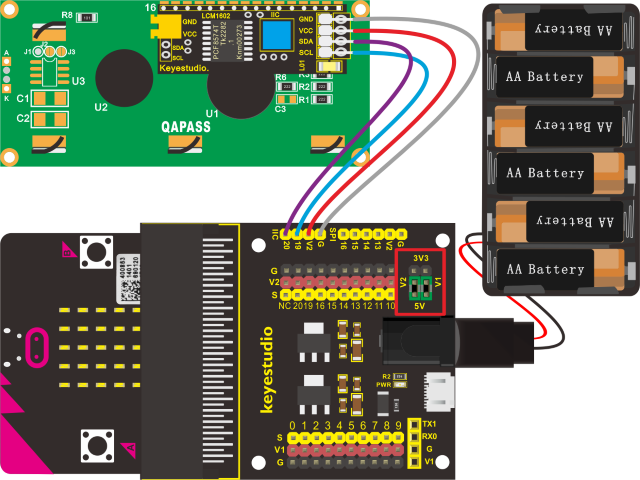 16
LCM1602
IIC
GND
VCC
SDA
SCL
GND
VCC
SDA
SCL
PCF8574T
Keyestudio.
L01
R8
A
J1
J3
U3
K
C1
C2
U2
U1
R6
R2
R1
C3
QAPASS
AA Battery
AA Battery
AA Battery
AA Battery
AA Battery
AA Battery
IIC
20
19
V2
G
SPI
16
15
14
13
V2
G
G
V2
S
NC 20 19 16 15 14 13 12 11 10
3V3
V2
V1
5V
B
A
keyestudio
R2
PWR
0 1 2 3 4 5 6 7 8 9
S
V1
G
TX1
RX0
G
V1